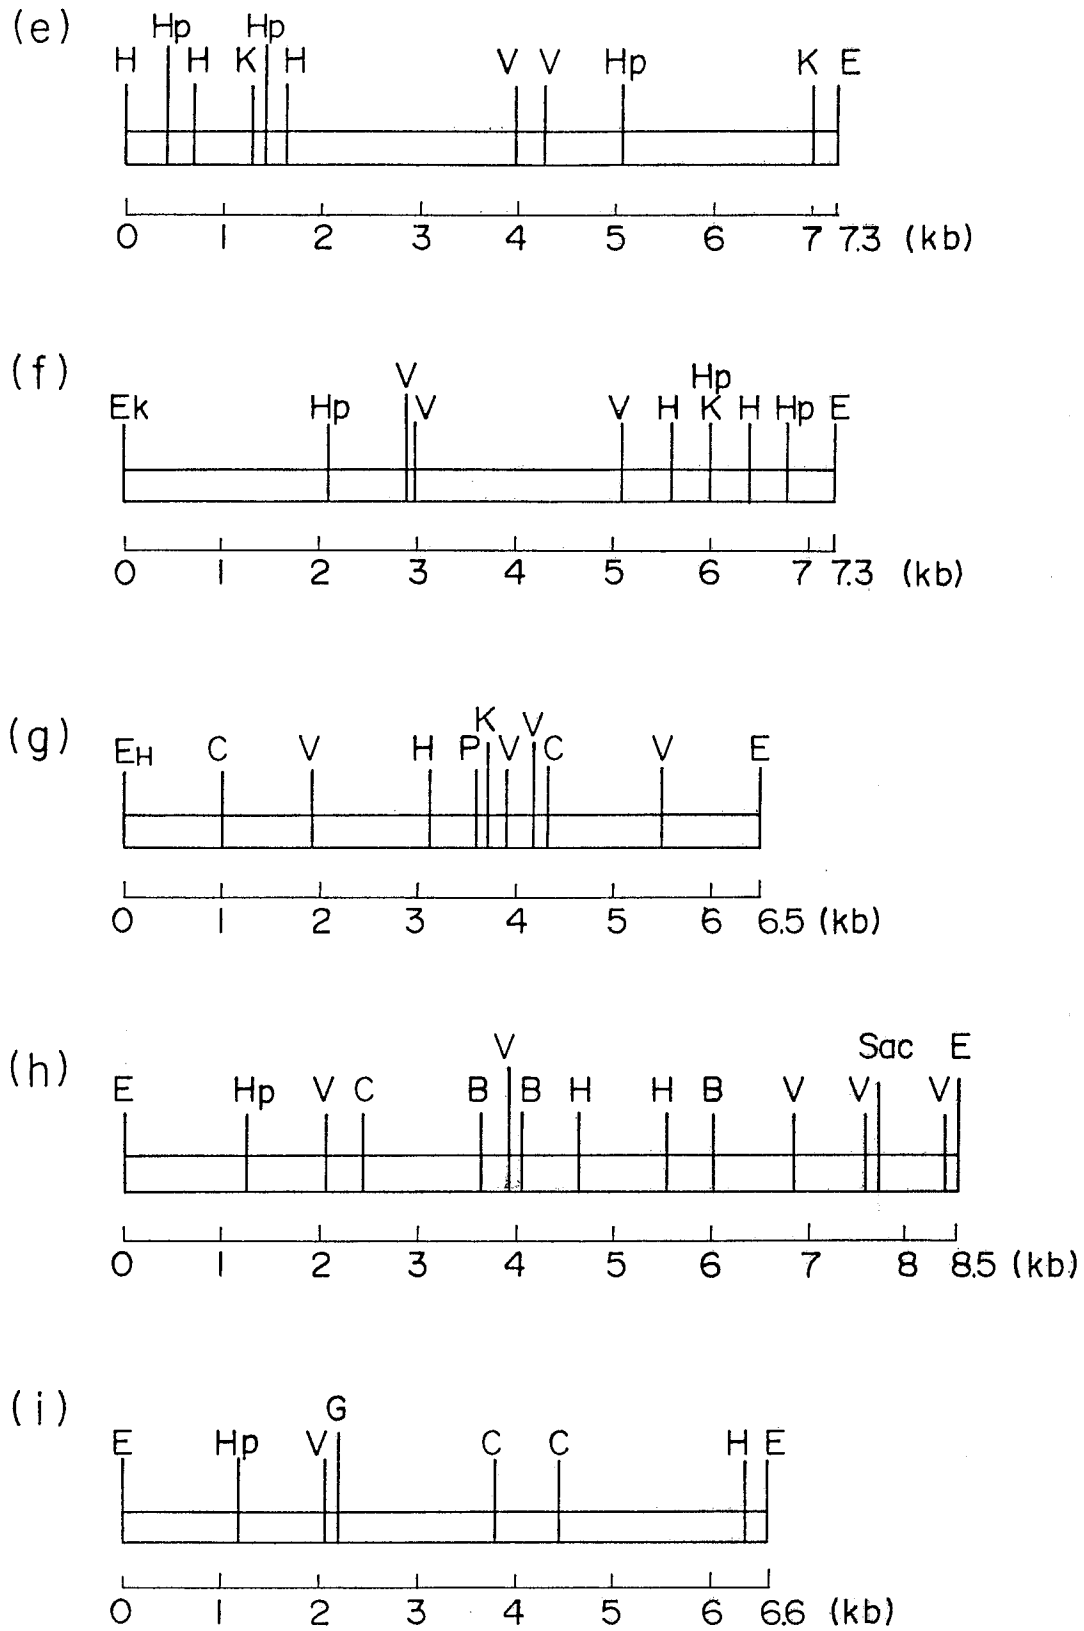 (e)
Hp Hp
H H K H V V Hp K E
0 1 2 3 4 5 6 7 7.3 (kb)
(f)
V Hp
Ek Hp V V H K H Hp E
0 1 2 3 4 5 6 7 7.3 (kb)
(g)
K V
EH C V H P V C V E
0 1 2 3 4 5 6 6.5 (kb)
(h)
V Sac E
E Hp V C B B H H B V V V
0 1 2 3 4 5 6 7 8 8.5 (kb)
(i)
G
E Hp V C C H E
0 1 2 3 4 5 6 6.6 (kb)